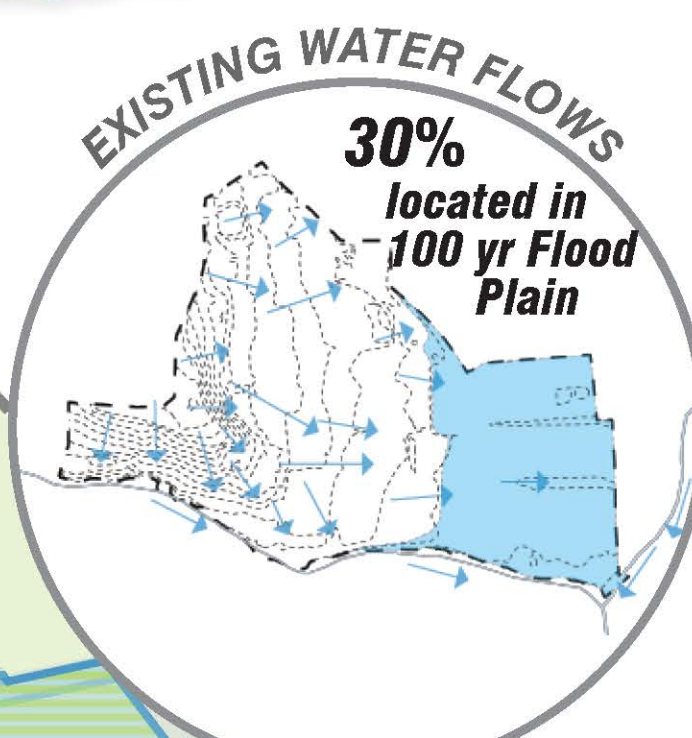 EXISTING WATER FLOWS
30%
located in
100 yr Flood
Plain